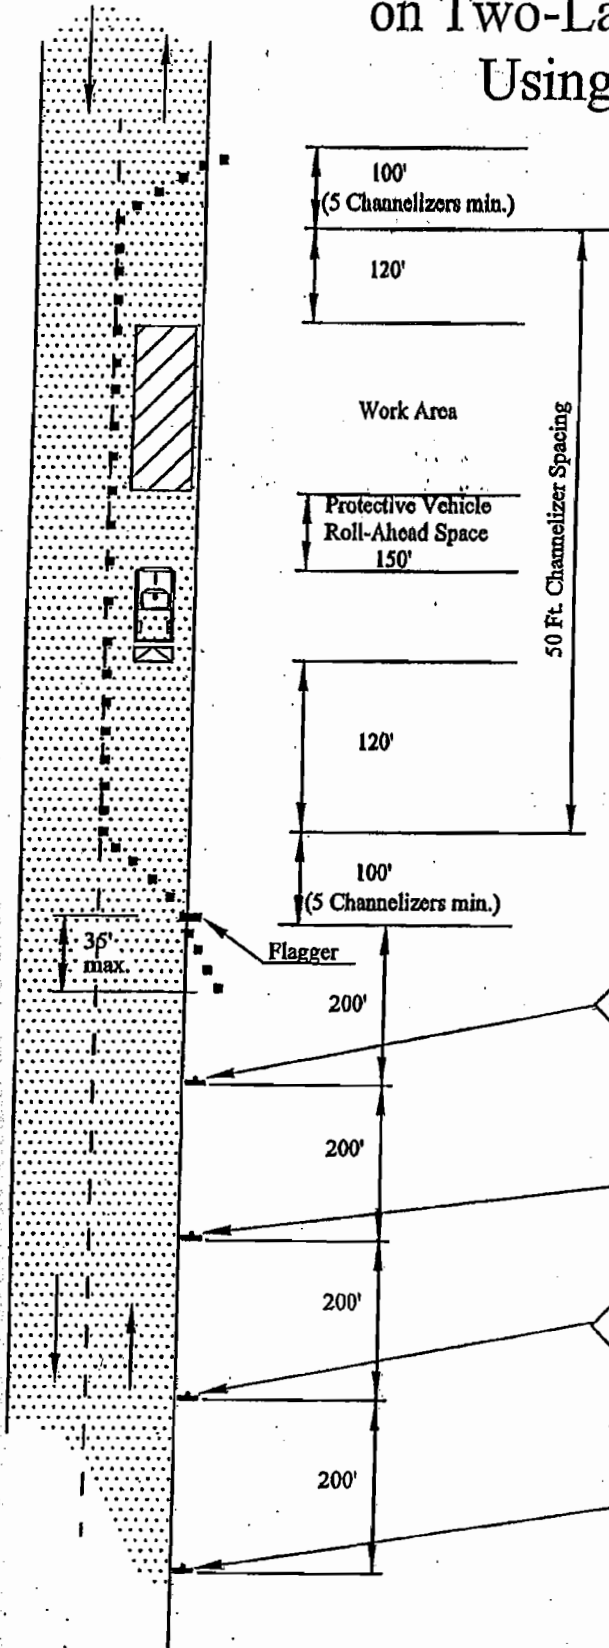 on Two-La
Using
100'
(5 Channelizers min.)
120'
Work Area
Protective Vehicle
Roll-Ahead Space
150'
50 Ft. Channelizer Spacing
120'
100'
(5 Channelizers min.)
Flagger
35'
max.
200'
200'
200'
200'